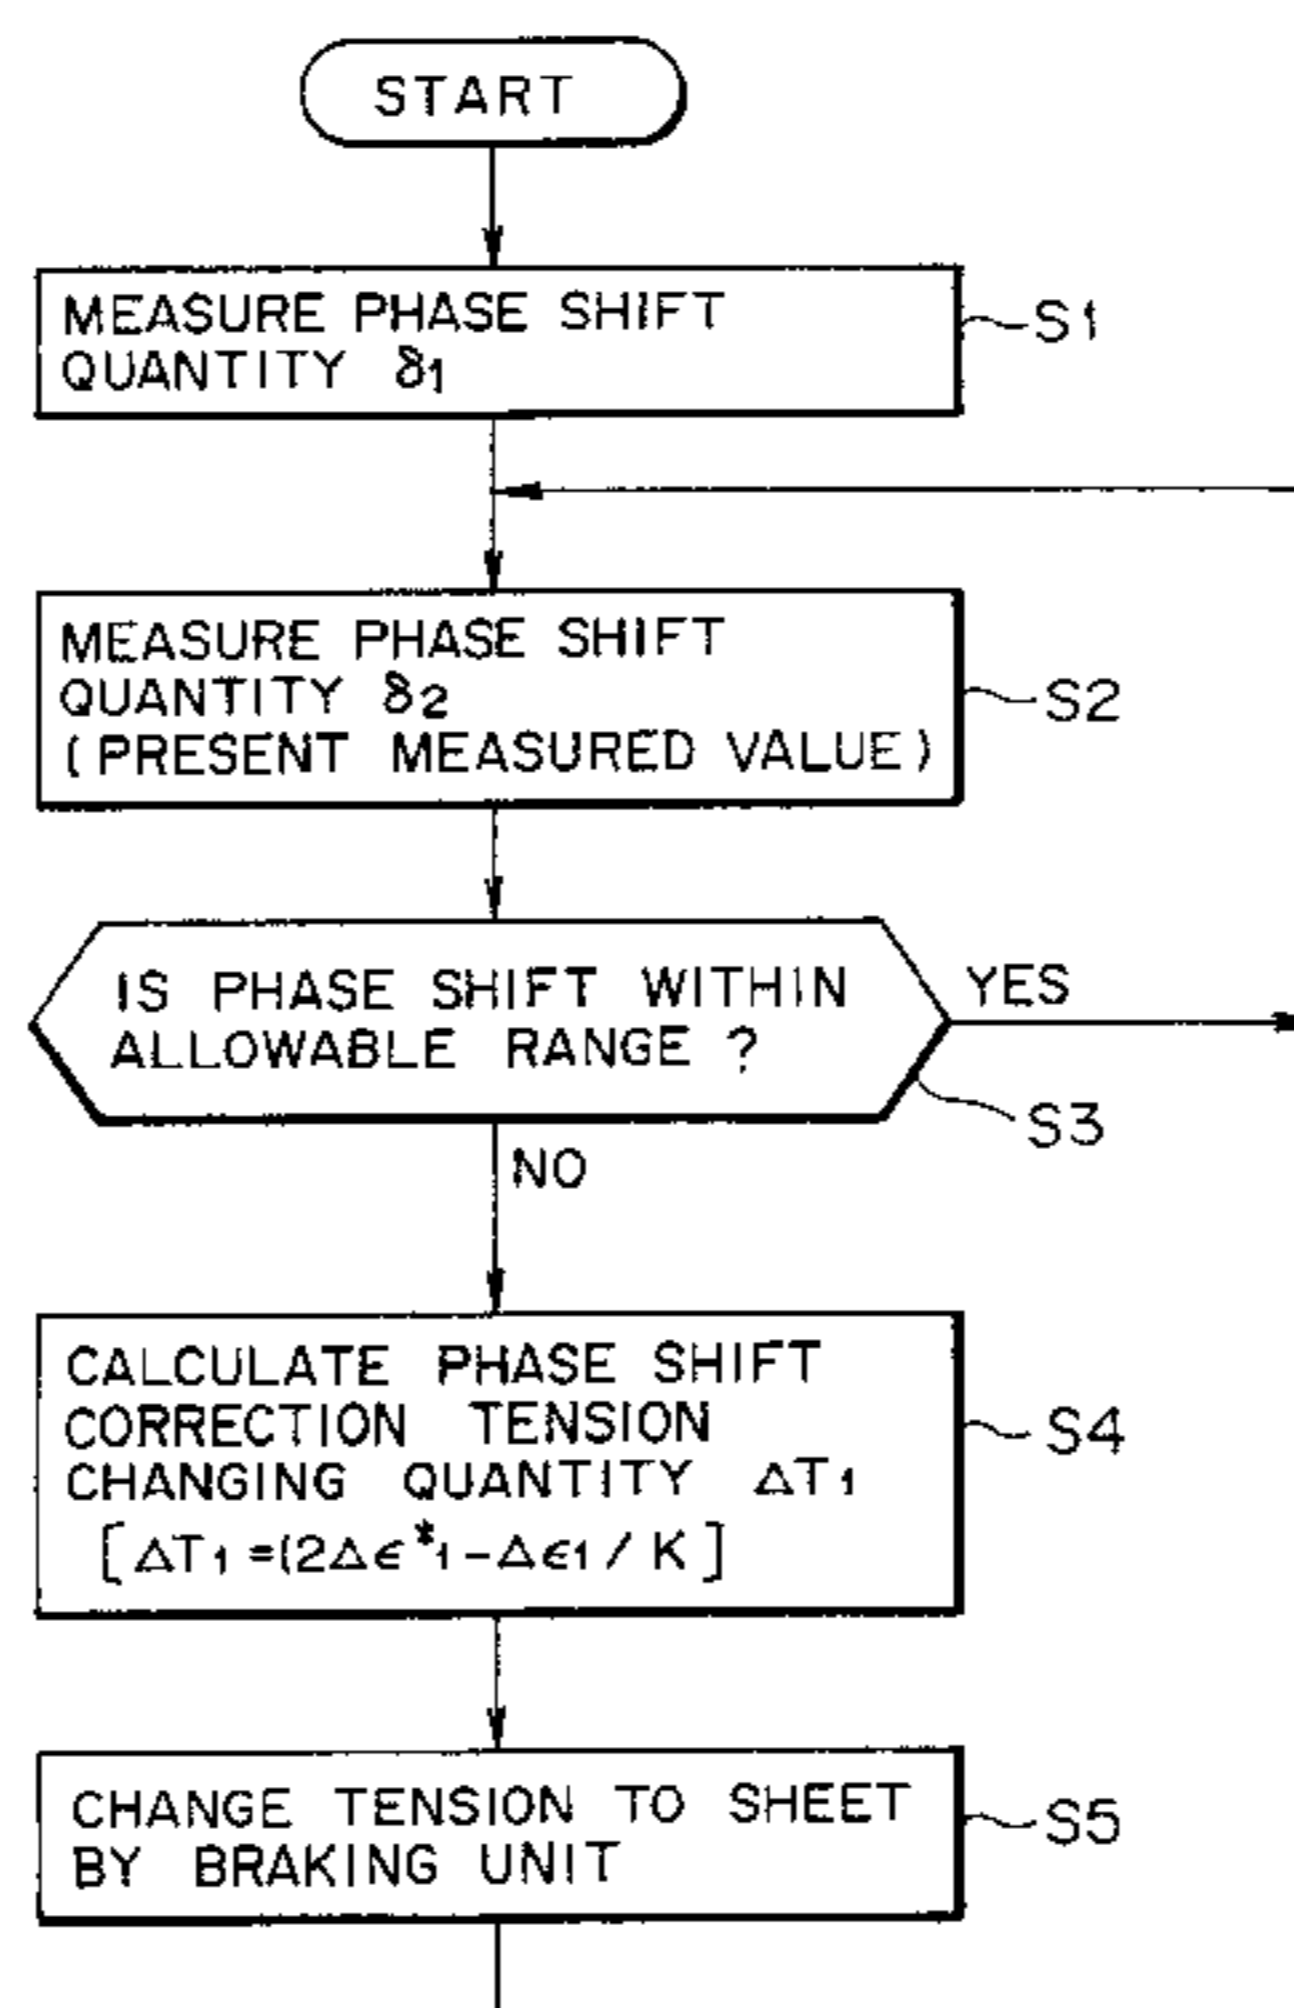 START
MEASURE PHASE SHIFT
QUANTITY δ1
S1
MEASURE PHASE SHIFT
QUANTITY δ2
(PRESENT MEASURED VALUE)
S2
IS PHASE SHIFT WITHIN
ALLOWABLE RANGE ?
YES
S3
NO
CALCULATE PHASE SHIFT
CORRECTION TENSION
CHANGING QUANTITY ΔT1
[ΔT1=(2Δϵ*1-Δϵ1/K]
S4
CHANGE TENSION TO SHEET
BY BRAKING UNIT
S5